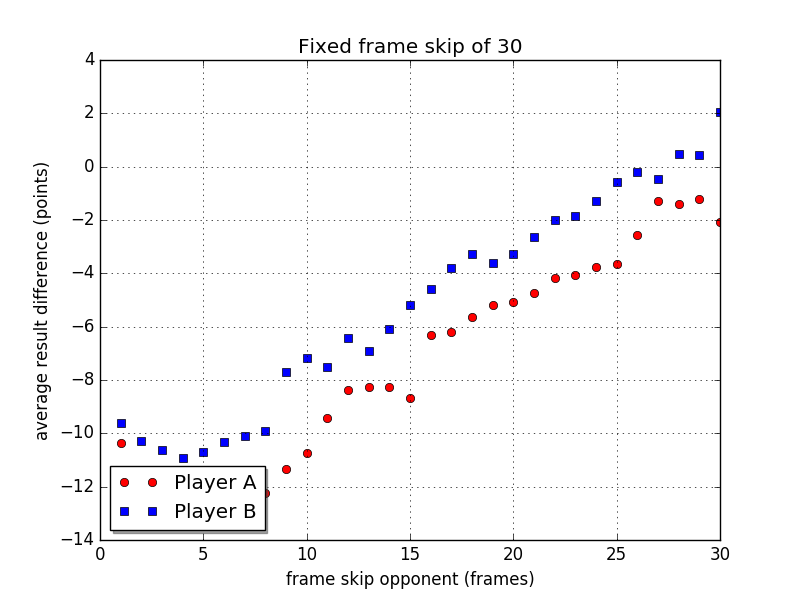 Fixed frame skip of 30
average result difference (points)
4
2
0
−2
−4
−6
−8
−10
−12
−14
Player A
Player B
0 5 10 15 20 25 30
frame skip opponent (frames)